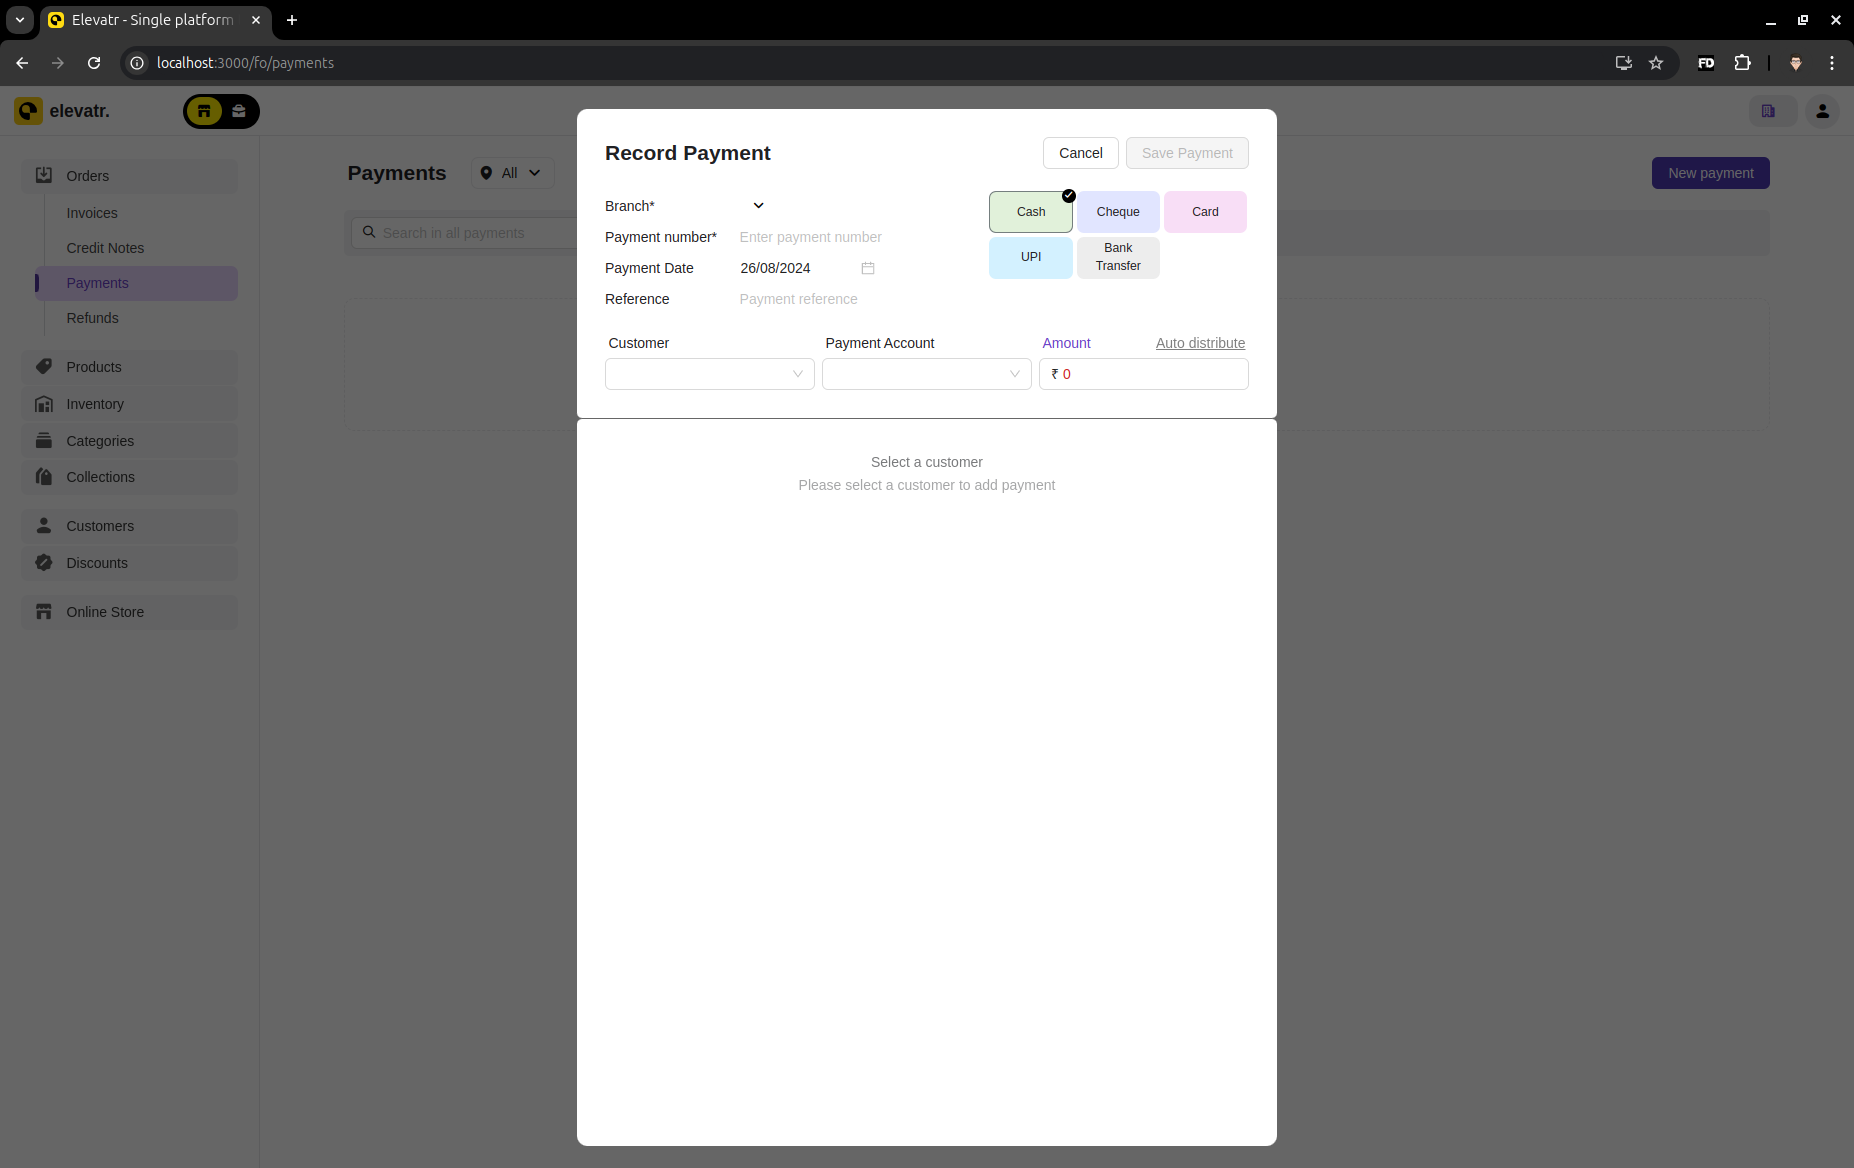 Elevatr - Single platform
localhost:3000/fo/payments
elevatr.
Orders
Invoices
Credit Notes
Payments
Refunds
Products
Inventory
Categories
Collections
Customers
Discounts
Online Store
Payments
All
New payment
Search in all payments
Record Payment
Cancel
Save Payment
Branch*
Payment number*
Enter payment number
Payment Date
26/08/2024
Reference
Payment reference
Cash
Cheque
Card
UPI
Bank
Transfer
Customer
Payment Account
Amount
Auto distribute
₹ 0
Select a customer
Please select a customer to add payment
FD